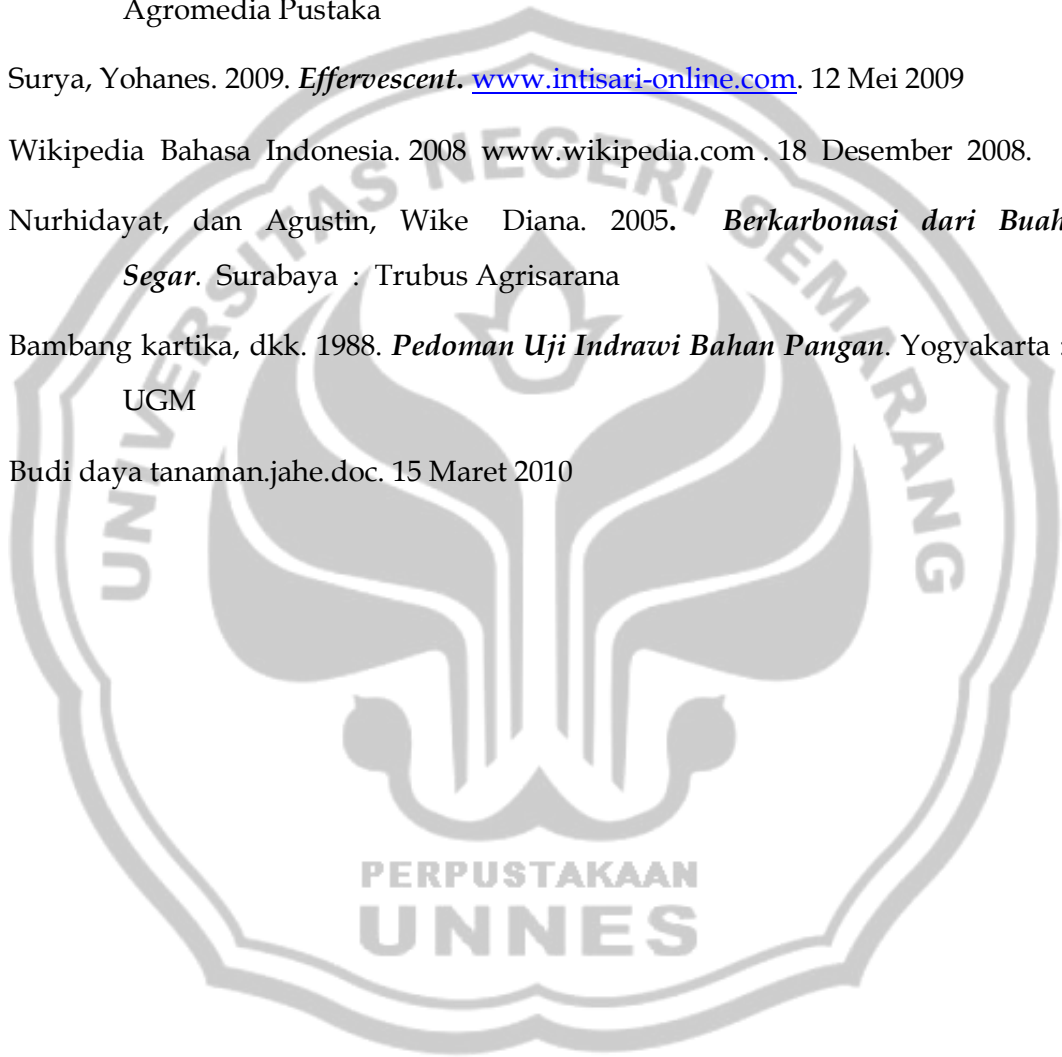 Agromedia Pustaka
Surya, Yohanes. 2009. Effervescent. www.intisari-online.com. 12 Mei 2009
Wikipedia Bahasa Indonesia. 2008 www.wikipedia.com . 18 Desember 2008.
Nurhidayat, dan Agustin, Wike Diana. 2005. Berkarbonasi dari Buah
Segar. Surabaya : Trubus Agrisarana
Bambang kartika, dkk. 1988. Pedoman Uji Indrawi Bahan Pangan. Yogyakarta :
UGM
Budi daya tanaman.jahe.doc. 15 Maret 2010
UNIVERSITAS NEGERI SEMARANG
PERPUSTAKAAN
UNNES